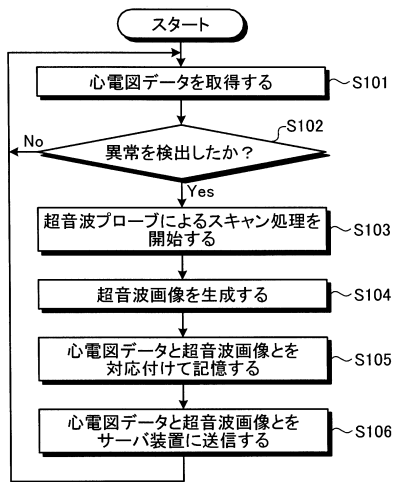 スタート
心電図データを取得する
S101
S102
異常を検出したか？
No
Yes
超音波プローブによるスキャン処理を
開始する
S103
超音波画像を生成する
S104
心電図データと超音波画像とを
対応付けて記憶する
S105
心電図データと超音波画像とを
サーバ装置に送信する
S106